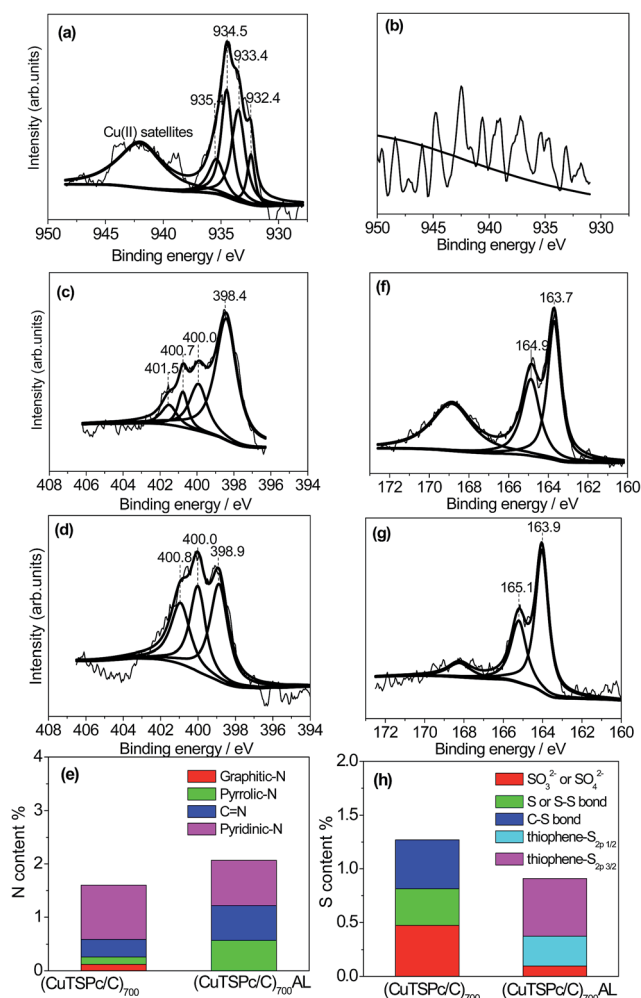 (a)
934.5
933.4
932.4
935.4
Cu(II) satellites
Intensity (arb.units)
950 945 940 935 930
Binding energy / eV
(b)
950 945 940 935 930
Binding energy / eV
(c)
398.4
400.7
400.0
401.5
Intensity (arb.units)
408 406 404 402 400 398 396 394
Binding energy / eV
(f)
163.7
164.9
172 170 168 166 164 162 160
Binding energy / eV
(d)
400.0
400.8
398.9
Intensity (arb.units)
408 406 404 402 400 398 396 394
Binding energy / eV
(g)
163.9
165.1
172 170 168 166 164 162 160
Binding energy / eV
(e)
Graphitic-N
Pyrrolic-N
C=N
Pyridinic-N
N content %
4
3
2
1
0
(CuTSPc/C)700
(CuTSPc/C)700AL
(h)
SO3 2- or SO4 2-
S or S-S bond
C-S bond
thiophene-S2p 1/2
thiophene-S2p 3/2
S content %
2.0
1.5
1.0
0.5
0.0
(CuTSPc/C)700
(CuTSPc/C)700AL